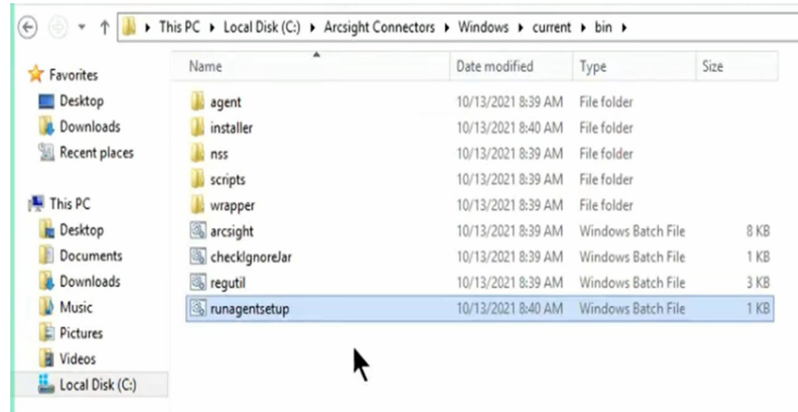 This PC Local Disk (C:) Arcsight Connectors Windows current bin
Name Date modified Type Size
Favorites
Desktop
Downloads
Recent places
This PC
Desktop
Documents
Downloads
Music
Pictures
Videos
Local Disk (C:)
agent 10/13/2021 8:39 AM File folder
installer 10/13/2021 8:40 AM File folder
nss 10/13/2021 8:39 AM File folder
scripts 10/13/2021 8:39 AM File folder
wrapper 10/13/2021 8:39 AM File folder
arcsight 10/13/2021 8:39 AM Windows Batch File 8 KB
checkIgnoreJar 10/13/2021 8:39 AM Windows Batch File 1 KB
regutil 10/13/2021 8:39 AM Windows Batch File 3 KB
runagentsetup 10/13/2021 8:40 AM Windows Batch File 1 KB